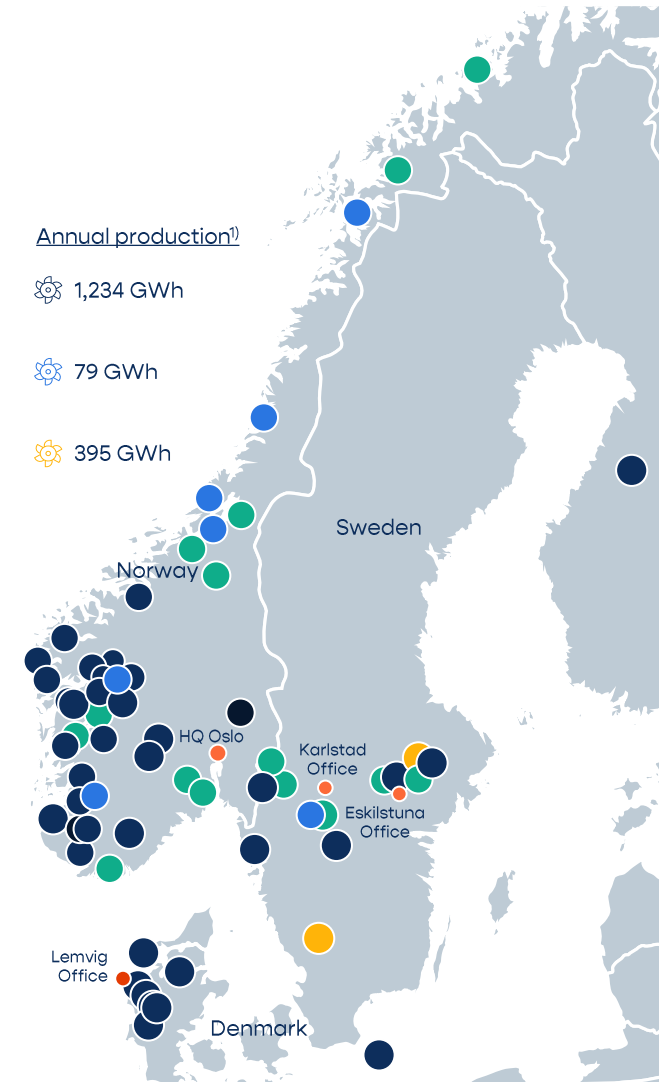 Annual production¹⁾
1,234 GWh
79 GWh
395 GWh
Sweden
Norway
HQ Oslo
Karlstad
Office
Eskilstuna
Office
Lemvig
Office
Denmark